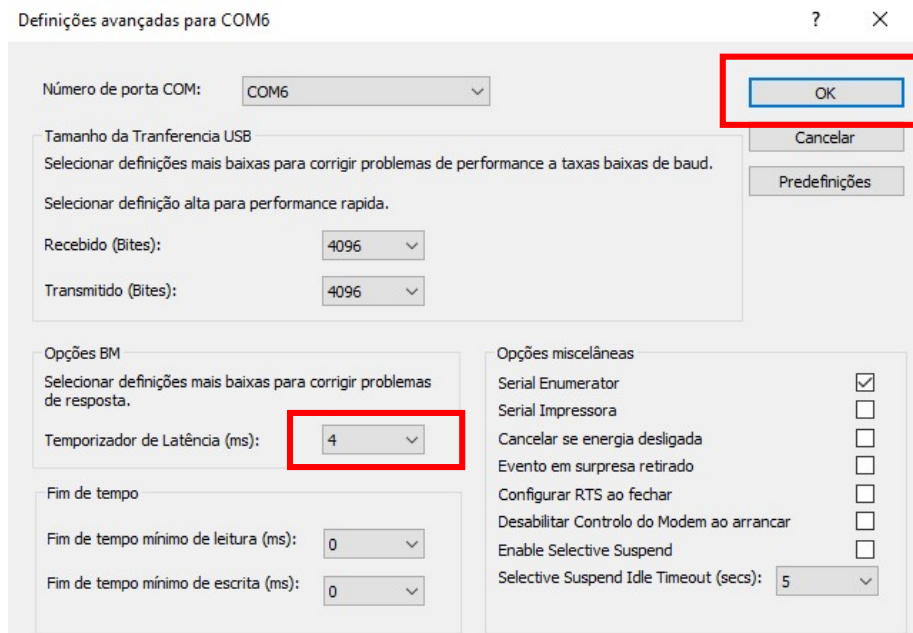 Definições avançadas para COM6
? ×
Número de porta COM: COM6
OK
Cancelar
Predefinições
Tamanho da Tranferencia USB
Selecionar definições mais baixas para corrigir problemas de performance a taxas baixas de baud.
Selecionar definição alta para performance rapida.
Recebido (Bites): 4096
Transmitido (Bites): 4096
Opções BM
Selecionar definições mais baixas para corrigir problemas
de resposta.
Temporizador de Latência (ms): 4
Fim de tempo
Fim de tempo mínimo de leitura (ms): 0
Fim de tempo mínimo de escrita (ms): 0
Opções miscelâneas
Serial Enumerator
Serial Impressora
Cancelar se energia desligada
Evento em surpresa retirado
Configurar RTS ao fechar
Desabilitar Controlo do Modem ao arrancar
Enable Selective Suspend
Selective Suspend Idle Timeout (secs): 5